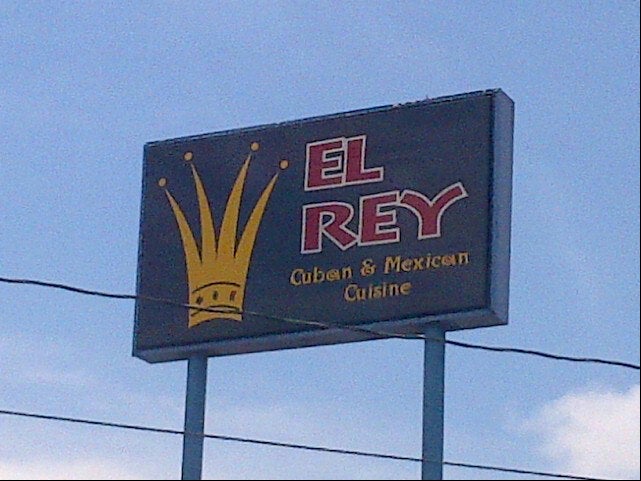 EL
REY
Cuban & Mexican
Cuisine